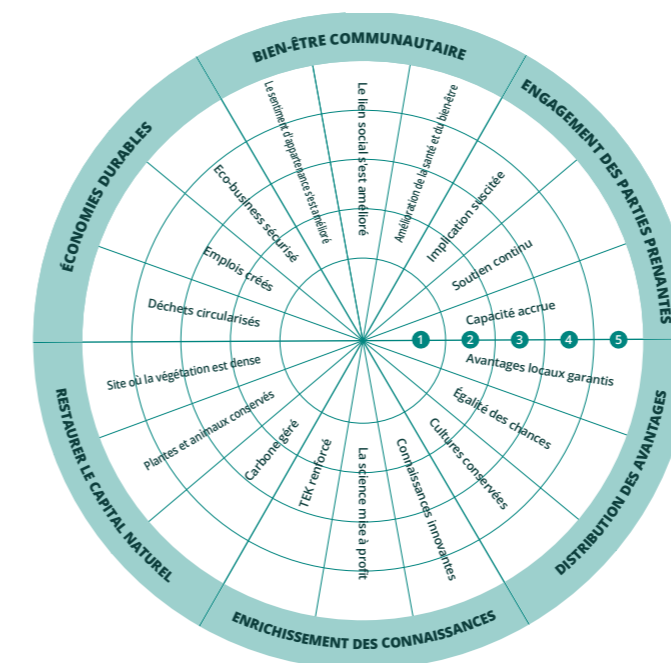 BIEN-ÊTRE COMMUNAUTAIRE
Le sentiment d'appartenance s'est amélioré
Le lien social s'est amélioré
Amélioration de la santé et du bien-être
ENGAGEMENT DES PARTIES PRENANTES
Implication suscitée
Soutien continu
Capacité accrue
1 2 3 4 5
DISTRIBUTION DES AVANTAGES
Avantages locaux garantis
Égalité des chances
Cultures conservées
ENRICHISSEMENT DES CONNAISSANCES
Connaissances innovantes
La science mise à profit
TEK renforcé
RESTAURER LE CAPITAL NATUREL
Carbone géré
Plantes et animaux conservés
Site où la végétation est dense
ÉCONOMIES DURABLES
Déchets circularisés
Emplois créés
Eco-business sécurisé